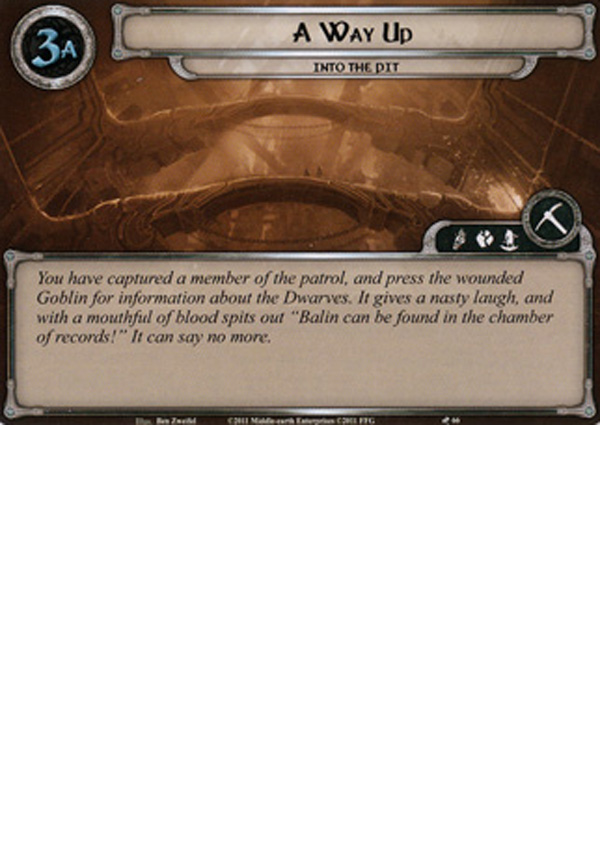 3A
A Way Up
INTO THE PIT
You have captured a member of the patrol, and press the wounded
Goblin for information about the Dwarves. It gives a nasty laugh, and
with a mouthful of blood spits out “Balin can be found in the chamber
of records!” It can say no more.
Illus. Ben Zweifel ©2011 Middle-earth Enterprises ©2011 FFG 66